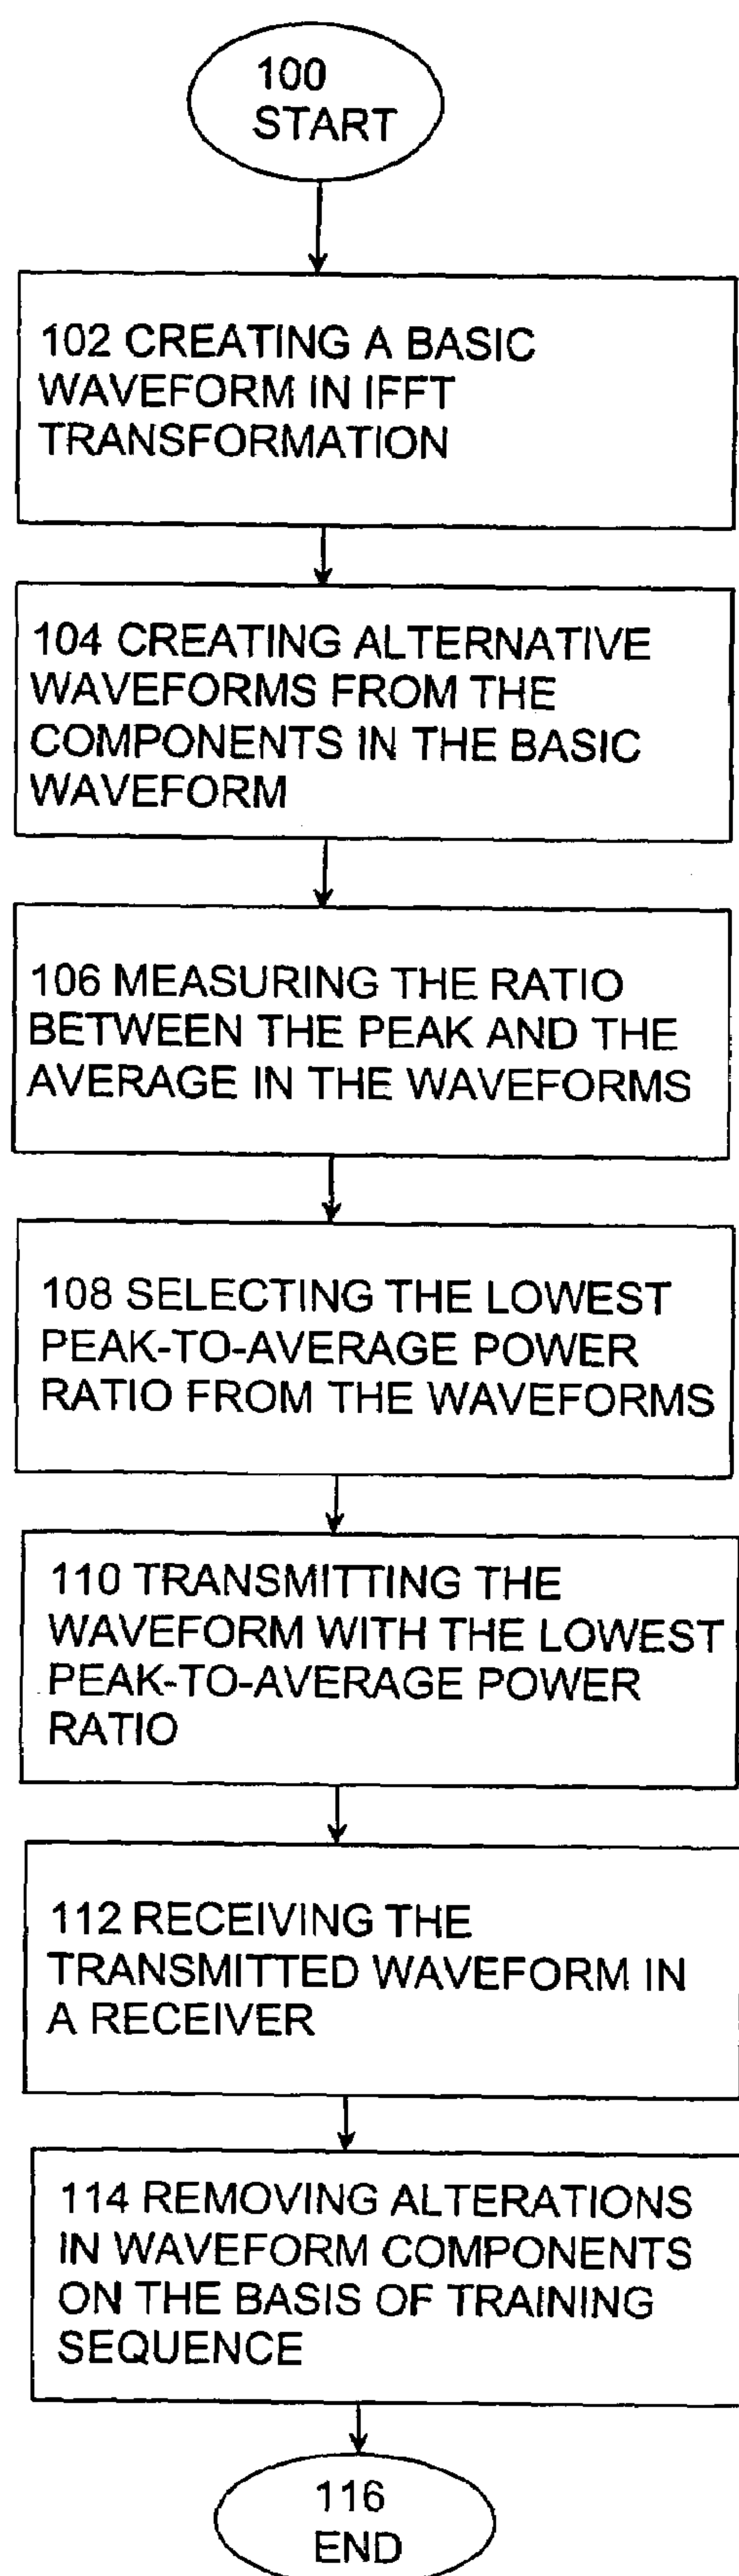 100
START
102 CREATING A BASIC
WAVEFORM IN IFFT
TRANSFORMATION
104 CREATING ALTERNATIVE
WAVEFORMS FROM THE
COMPONENTS IN THE BASIC
WAVEFORM
106 MEASURING THE RATIO
BETWEEN THE PEAK AND THE
AVERAGE IN THE WAVEFORMS
108 SELECTING THE LOWEST
PEAK-TO-AVERAGE POWER
RATIO FROM THE WAVEFORMS
110 TRANSMITTING THE
WAVEFORM WITH THE LOWEST
PEAK-TO-AVERAGE POWER
RATIO
112 RECEIVING THE
TRANSMITTED WAVEFORM IN
A RECEIVER
114 REMOVING ALTERATIONS
IN WAVEFORM COMPONENTS
ON THE BASIS OF TRAINING
SEQUENCE
116
END